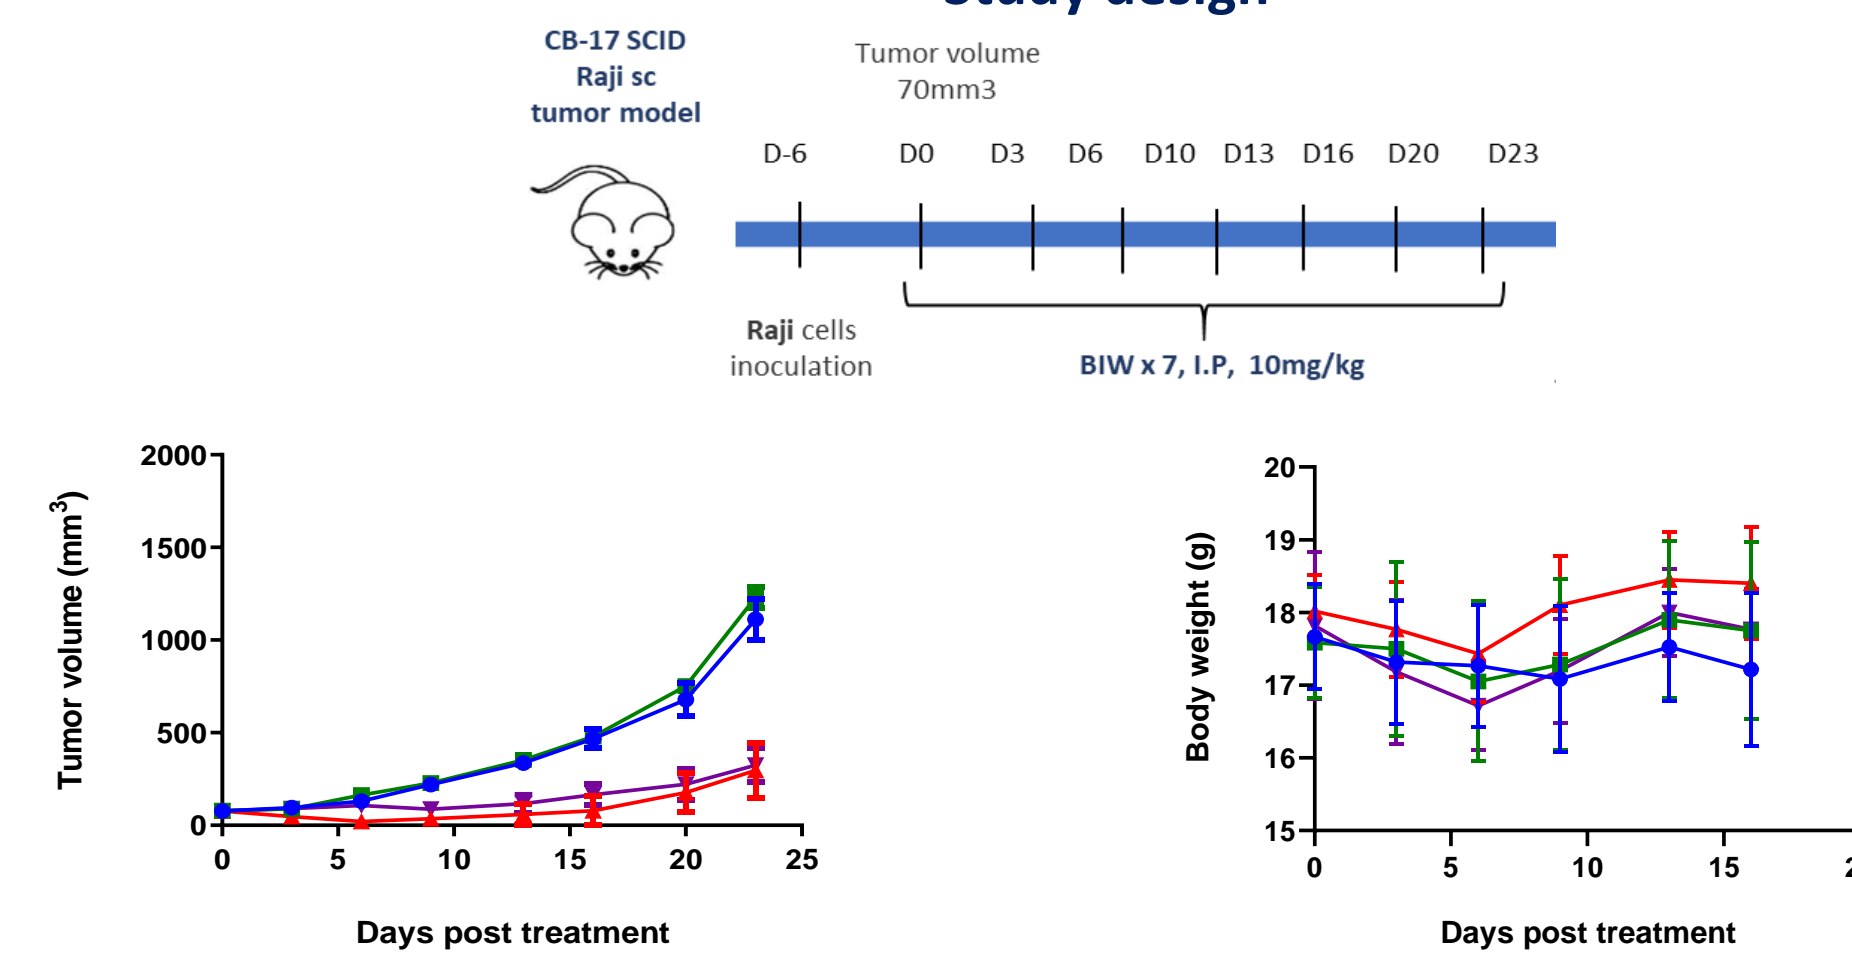 Study design
CB-17 SCID
Raji sc
tumor model
Tumor volume
70mm3
D-6 D0 D3 D6 D10 D13 D16 D20 D23
Raji cells
inoculation
BIW x 7, I.P, 10mg/kg
2000
1500
1000
500
0
0 5 10 15 20 25
Tumor volume (mm³)
Days post treatment
20
19
18
17
16
15
0 5 10 15
Body weight (g)
Days post treatment